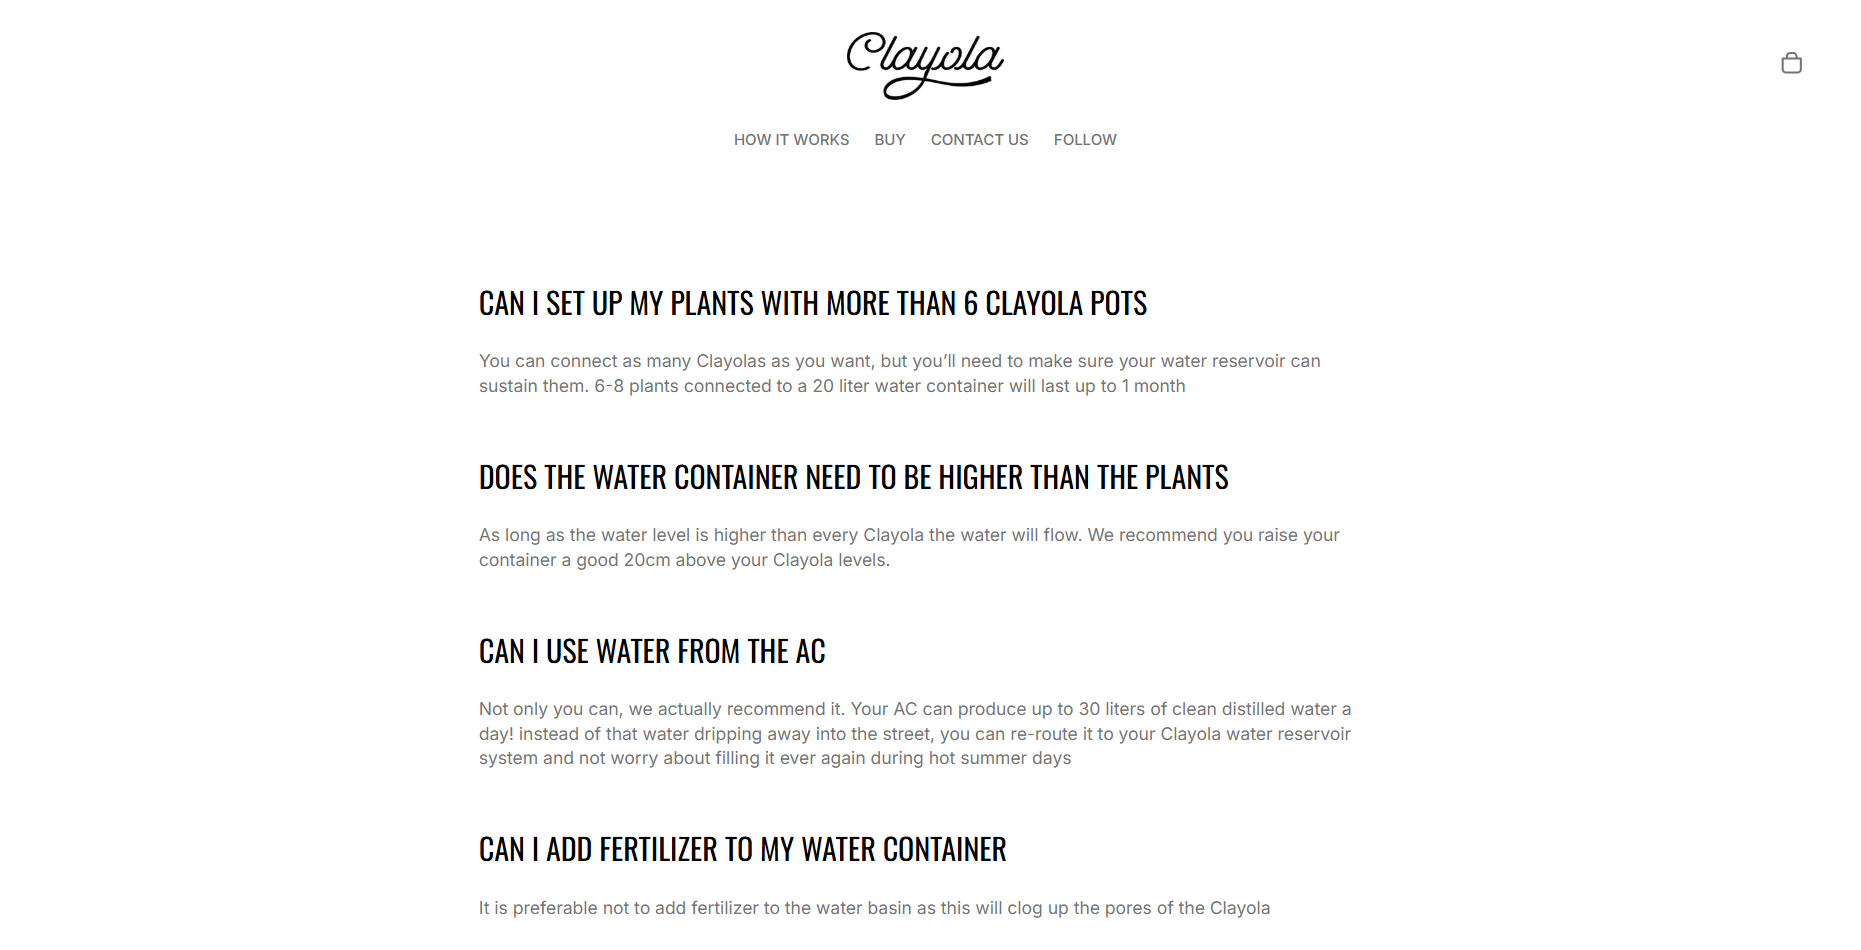 Clayola
HOW IT WORKS BUY CONTACT US FOLLOW
CAN I SET UP MY PLANTS WITH MORE THAN 6 CLAYOLA POTS
You can connect as many Clayolas as you want, but you’ll need to make sure your water reservoir can
sustain them. 6-8 plants connected to a 20 liter water container will last up to 1 month
DOES THE WATER CONTAINER NEED TO BE HIGHER THAN THE PLANTS
As long as the water level is higher than every Clayola the water will flow. We recommend you raise your
container a good 20cm above your Clayola levels.
CAN I USE WATER FROM THE AC
Not only you can, we actually recommend it. Your AC can produce up to 30 liters of clean distilled water a
day! instead of that water dripping away into the street, you can re-route it to your Clayola water reservoir
system and not worry about filling it ever again during hot summer days
CAN I ADD FERTILIZER TO MY WATER CONTAINER
It is preferable not to add fertilizer to the water basin as this will clog up the pores of the Clayola